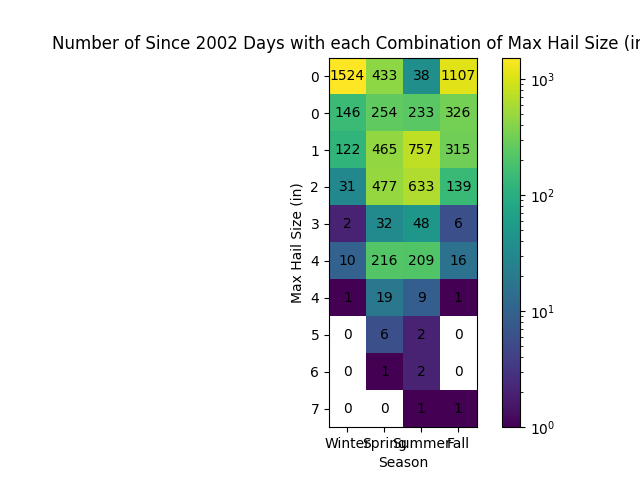 Number of Since 2002 Days with each Combination of Max Hail Size (in
0 1524 433 38 1107
0 146 254 233 326
1 122 465 757 315
2 31 477 633 139
3 2 32 48 6
4 10 216 209 16
4 1 19 9 1
5 0 6 2 0
6 0 1 2 0
7 0 0 1 1
Max Hail Size (in)
Winter Spring Summer Fall
Season
10³
10²
10¹
10⁰